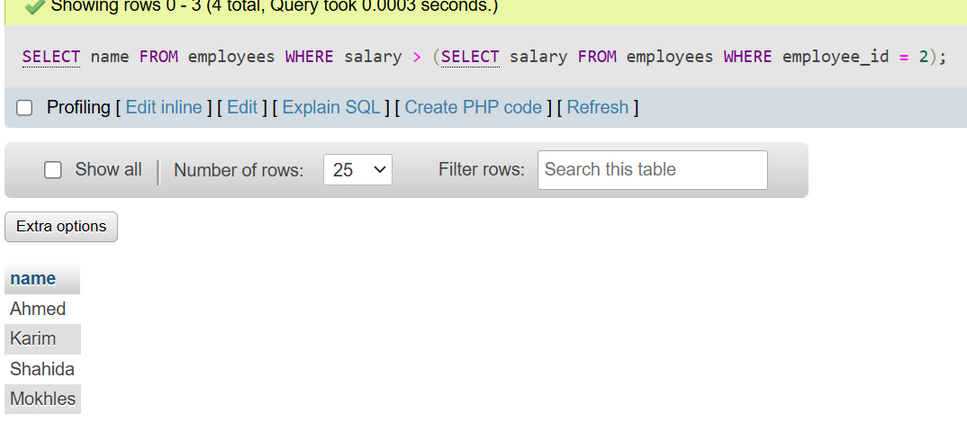 Showing rows 0 - 3 (4 total, Query took 0.0003 seconds.)
SELECT name FROM employees WHERE salary > (SELECT salary FROM employees WHERE employee_id = 2);
Profiling [ Edit inline ] [ Edit ] [ Explain SQL ] [ Create PHP code ] [ Refresh ]
Show all | Number of rows: 25 Filter rows: Search this table
Extra options
name
Ahmed
Karim
Shahida
Mokhles